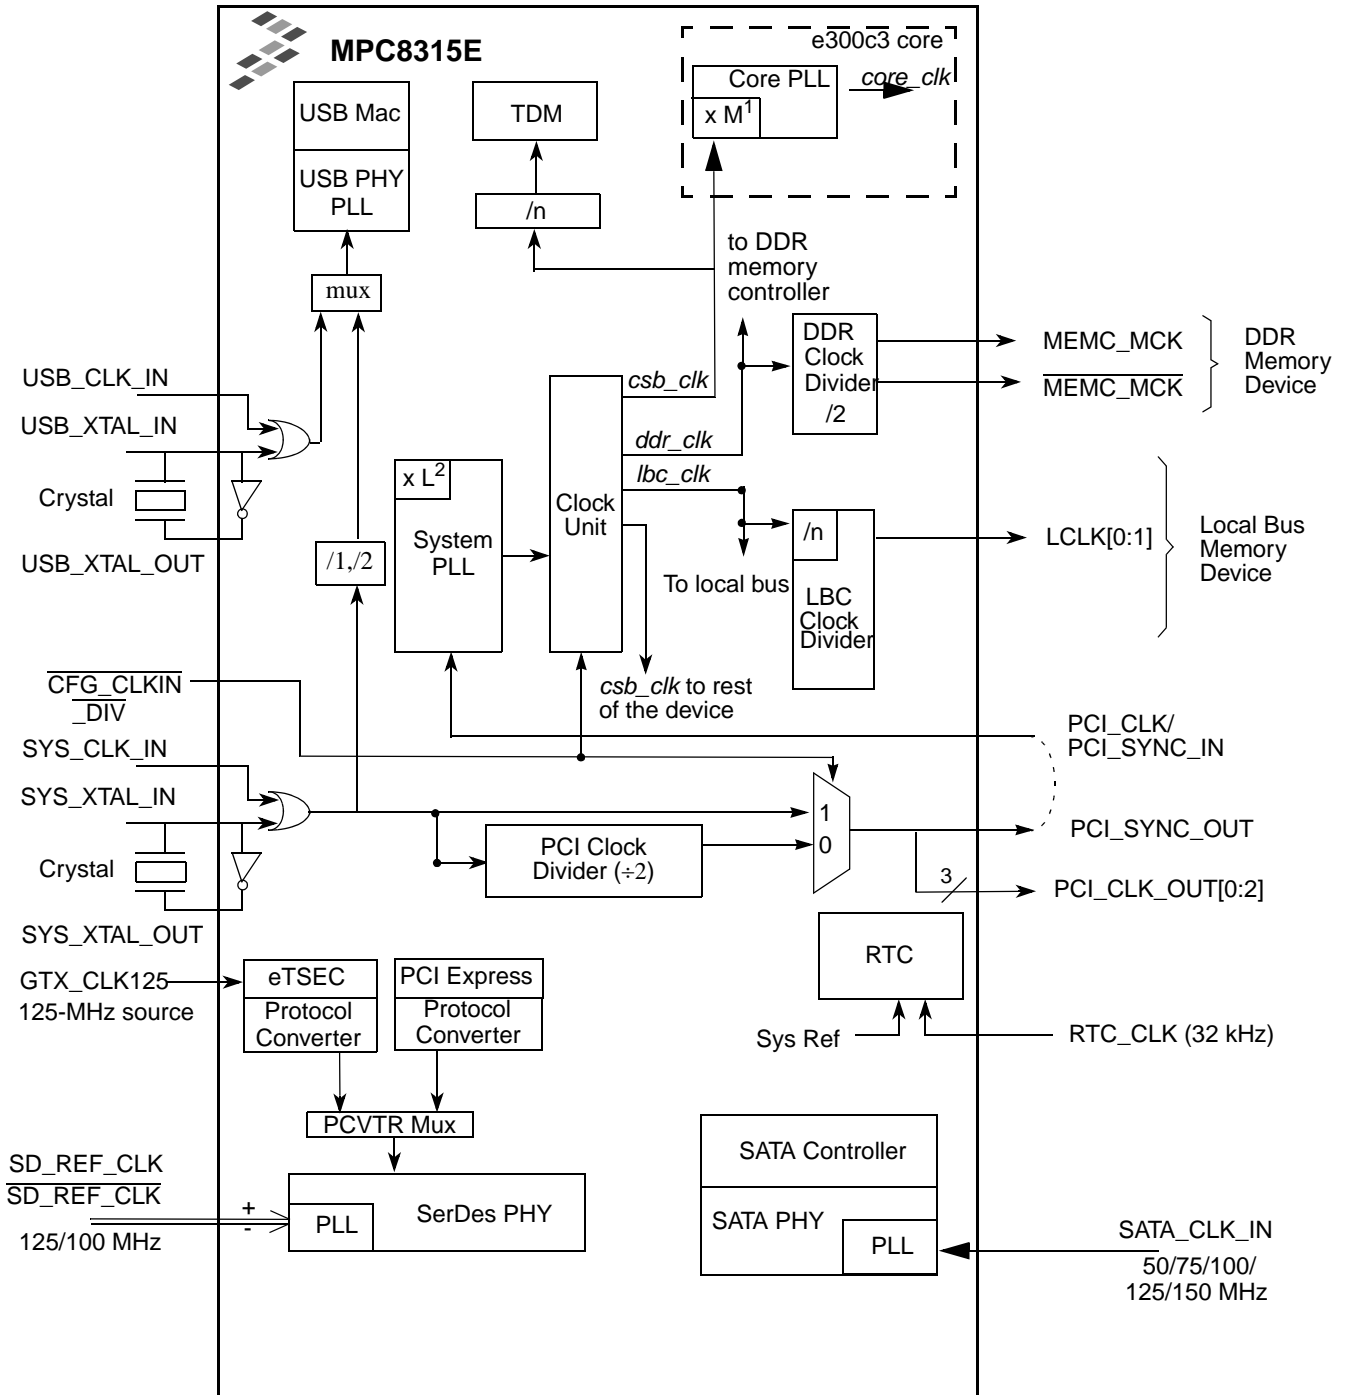 MPC8315E
e300c3 core
Core PLL
core_clk
x M1
USB Mac
USB PHY
PLL
TDM
/n
mux
to DDR
memory
controller
DDR
Clock
Divider
/2
MEMC_MCK
MEMC_MCK
DDR
Memory
Device
USB_CLK_IN
USB_XTAL_IN
Crystal
USB_XTAL_OUT
/1,/2
x L2
System
PLL
Clock
Unit
csb_clk
ddr_clk
lbc_clk
To local bus
/n
LBC
Clock
Divider
LCLK[0:1]
Local Bus
Memory
Device
csb_clk to rest
of the device
CFG_CLKIN
_DIV
SYS_CLK_IN
SYS_XTAL_IN
Crystal
SYS_XTAL_OUT
PCI_CLK/
PCI_SYNC_IN
1
0
PCI Clock
Divider (÷2)
PCI_SYNC_OUT
3
PCI_CLK_OUT[0:2]
GTX_CLK125
125-MHz source
eTSEC
Protocol
Converter
PCI Express
Protocol
Converter
RTC
Sys Ref
RTC_CLK (32 kHz)
PCVTR Mux
SD_REF_CLK
SD_REF_CLK
+
-
125/100 MHz
PLL
SerDes PHY
SATA Controller
SATA PHY
PLL
SATA_CLK_IN
50/75/100/
125/150 MHz